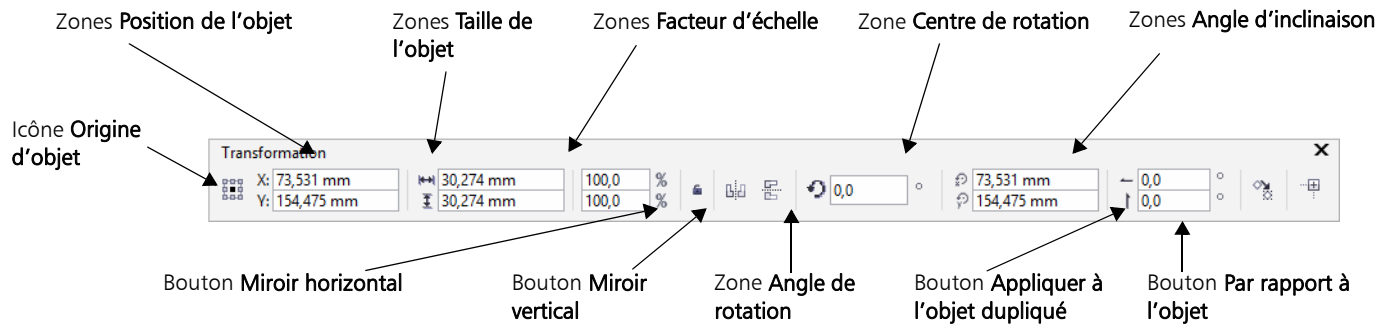 Zones Position de l'objet
Zones Taille de
l'objet
Zones Facteur d'échelle
Zone Centre de rotation
Zones Angle d'inclinaison
Icône Origine
d'objet
Transformation
X: 73,531 mm
Y: 154,475 mm
30,274 mm
30,274 mm
100,0 %
100,0 %
0,0 °
73,531 mm
154,475 mm
0,0 °
0,0 °
Bouton Miroir horizontal
Bouton Miroir
vertical
Zone Angle de
rotation
Bouton Appliquer à
l'objet dupliqué
Bouton Par rapport à
l'objet